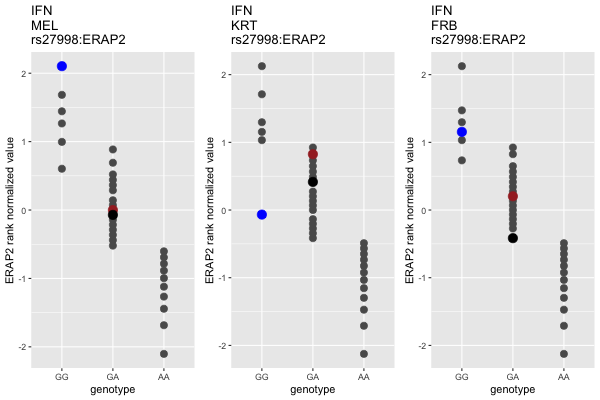 IFN
MEL
rs27998:ERAP2
ERAP2 rank normalized value
2
1
0
-1
-2
GG
GA
AA
genotype
IFN
KRT
rs27998:ERAP2
ERAP2 rank normalized value
2
1
0
-1
-2
GG
GA
AA
genotype
IFN
FRB
rs27998:ERAP2
ERAP2 rank normalized value
2
1
0
-1
-2
GG
GA
AA
genotype